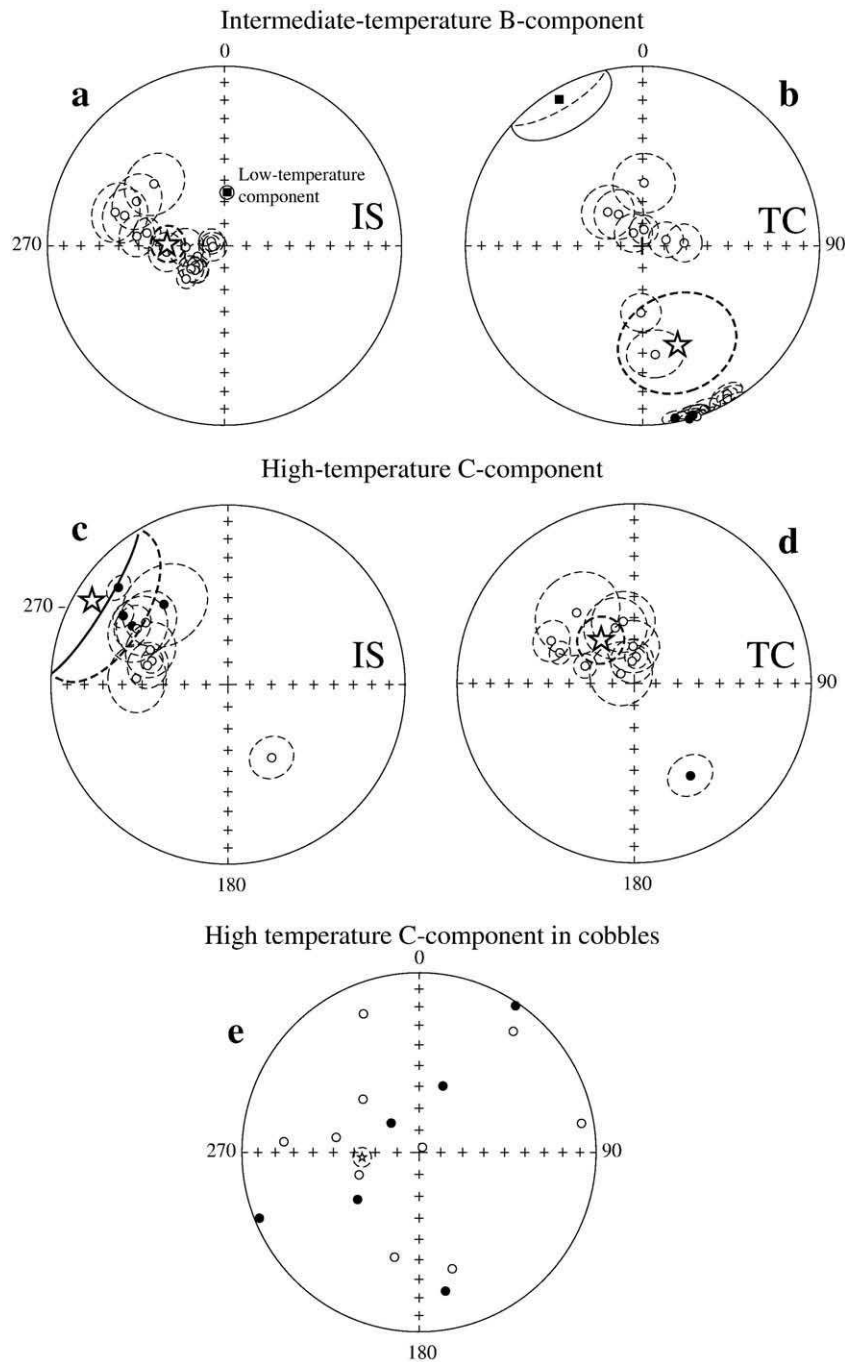 Intermediate-temperature B-component
0
0
a
b
Low-temperature
component
IS
TC
270
90
High-temperature C-component
c
d
270
IS
TC
90
180
180
High temperature C-component in cobbles
0
e
270
90
180